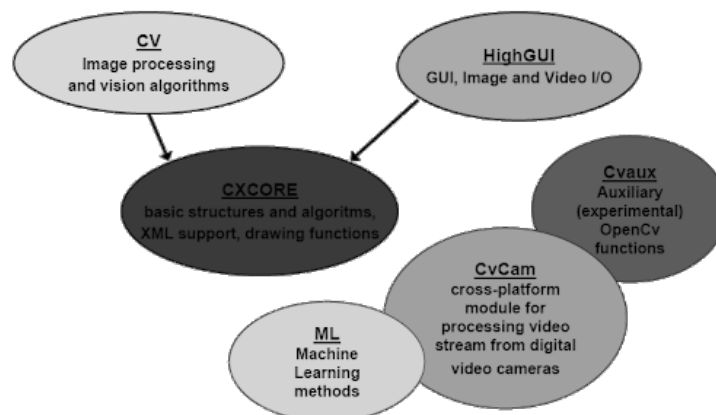 CV
Image processing
and vision algorithms
HighGUI
GUI, Image and Video I/O
CXCORE
basic structures and algoritms,
XML support, drawing functions
Cvaux
Auxiliary
(experimental)
OpenCv
functions
CvCam
cross-platform
module for
processing video
stream from digital
video cameras
ML
Machine
Learning
methods